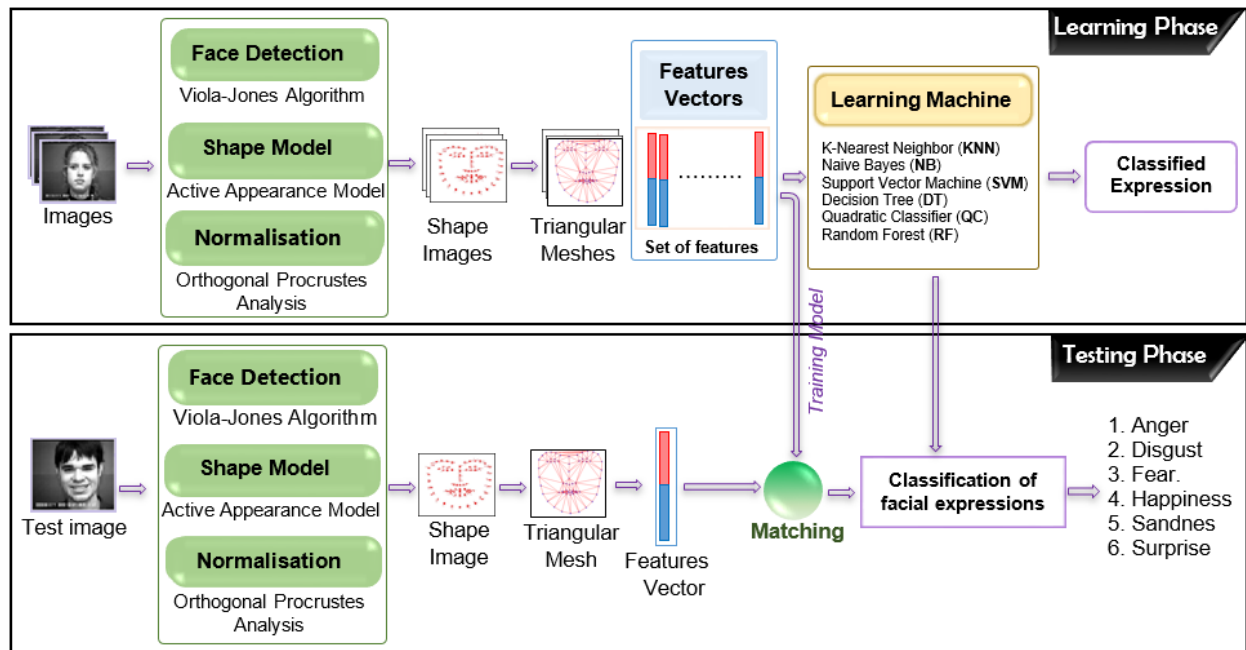 Learning Phase
Face Detection
Viola-Jones Algorithm
Shape Model
Active Appearance Model
Normalisation
Orthogonal Procrustes
Analysis
Images
Shape
Images
Triangular
Meshes
Features
Vectors
.........
Set of features
Learning Machine
K-Nearest Neighbor (KNN)
Naive Bayes (NB)
Support Vector Machine (SVM)
Decision Tree (DT)
Quadratic Classifier (QC)
Random Forest (RF)
Classified
Expression
Training Model
Testing Phase
Face Detection
Viola-Jones Algorithm
Shape Model
Active Appearance Model
Normalisation
Orthogonal Procrustes
Analysis
Test image
Shape
Image
Triangular
Mesh
Features
Vector
Matching
Classification of
facial expressions
1. Anger
2. Disgust
3. Fear.
4. Happiness
5. Sandnes
6. Surprise